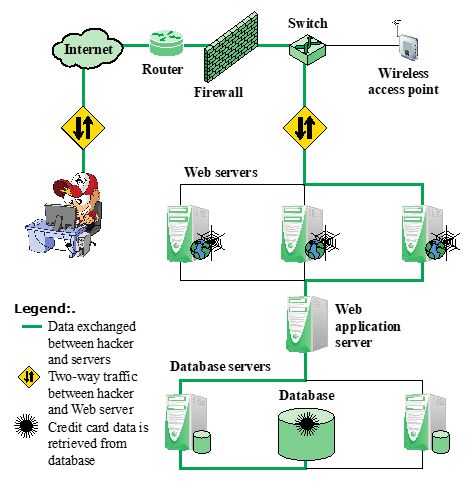 Switch
Internet
Router
Firewall
Wireless
access point
Web servers
Web
application
server
Legend:.
Data exchanged
between hacker
and servers
Two-way traffic
between hacker
and Web server
Credit card data is
retrieved from
database
Database servers
Database